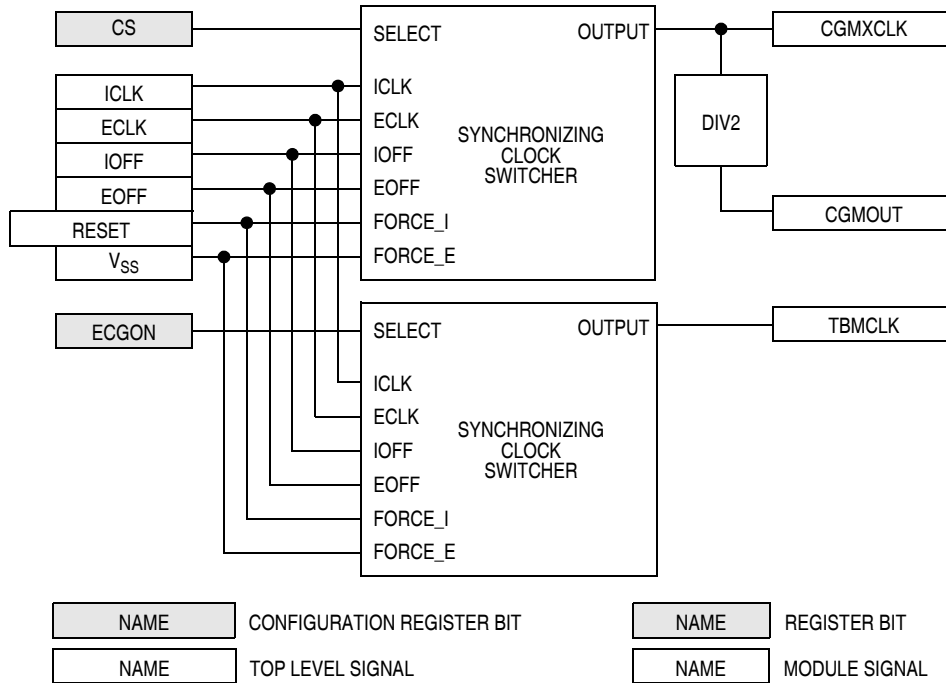 CS
SELECT
OUTPUT
CGMXCLK
ICLK
ECLK
IOFF
EOFF
RESET
VSS
ICLK
ECLK
IOFF
EOFF
FORCE_I
FORCE_E
SYNCHRONIZING
CLOCK
SWITCHER
DIV2
CGMOUT
ECGON
SELECT
OUTPUT
TBMCLK
ICLK
ECLK
IOFF
EOFF
FORCE_I
FORCE_E
SYNCHRONIZING
CLOCK
SWITCHER
NAME CONFIGURATION REGISTER BIT
NAME REGISTER BIT
NAME TOP LEVEL SIGNAL
NAME MODULE SIGNAL